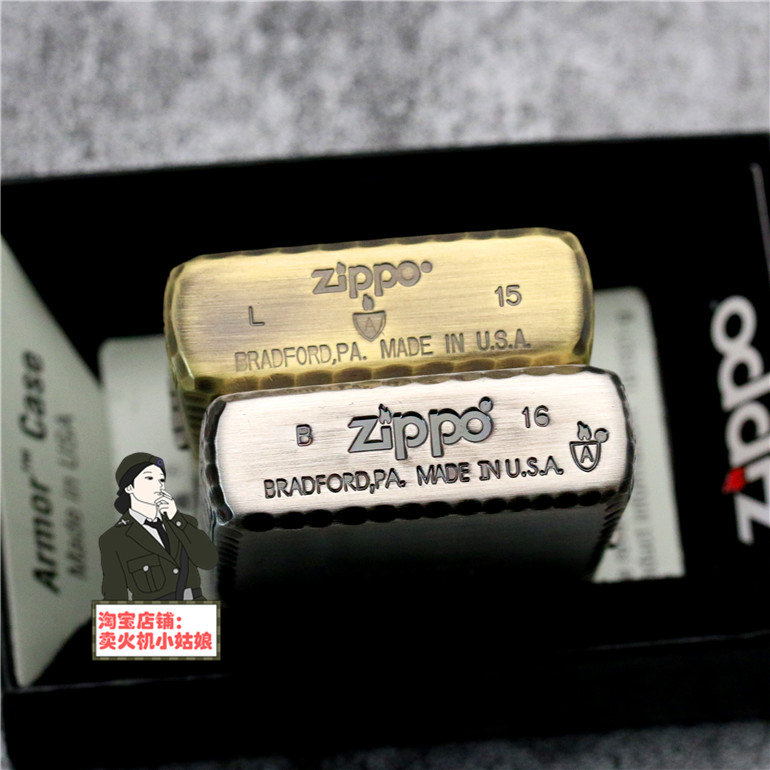 zippo
L 15
A
BRADFORD,PA. MADE IN U.S.A.
B zippo 16
A
BRADFORD,PA. MADE IN U.S.A.
Armor™ Case
Made in USA
zippo
淘宝店铺：
卖火机小姑娘